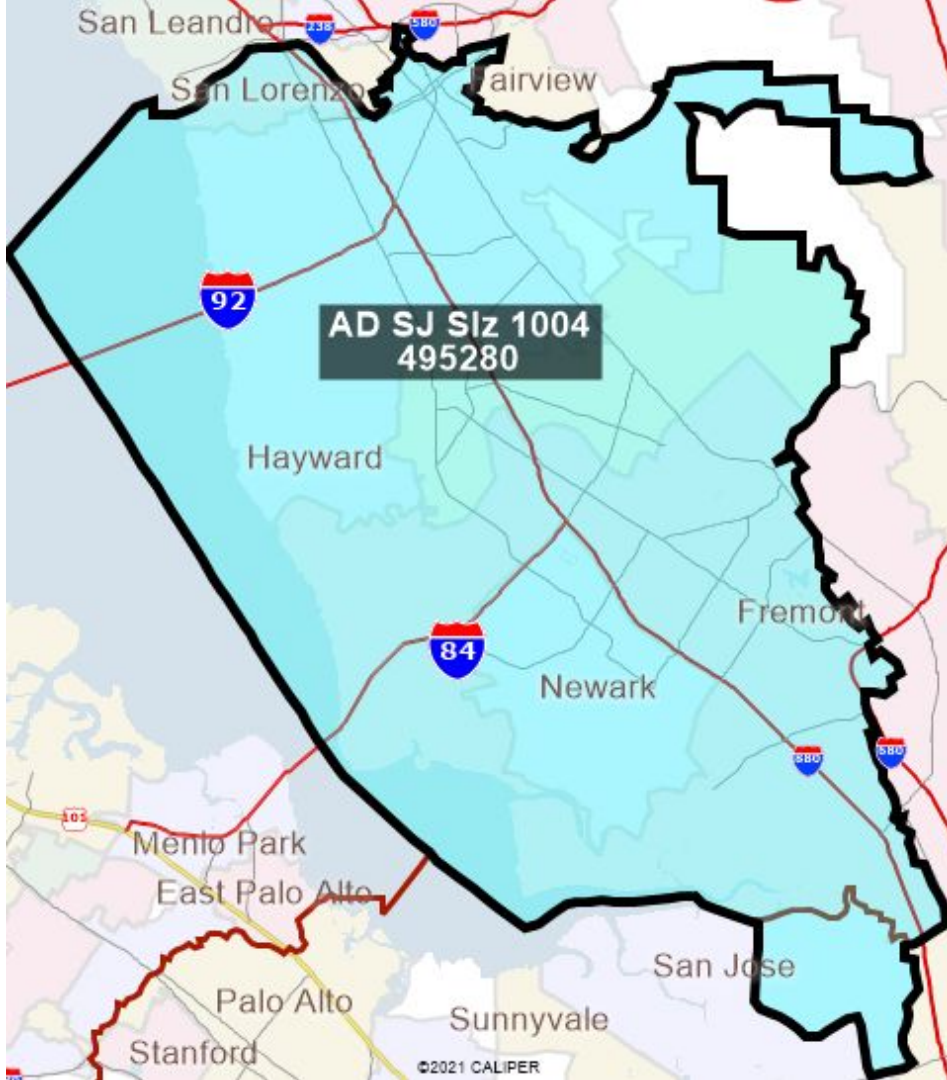 San Leandro
238
580
San Lorenzo
Fairview
92
AD SJ Slz 1004
495280
Hayward
Fremont
84
Newark
880
580
101
Menlo Park
East Palo Alto
San Jose
Palo Alto
Sunnyvale
Stanford
©2021 CALIPER